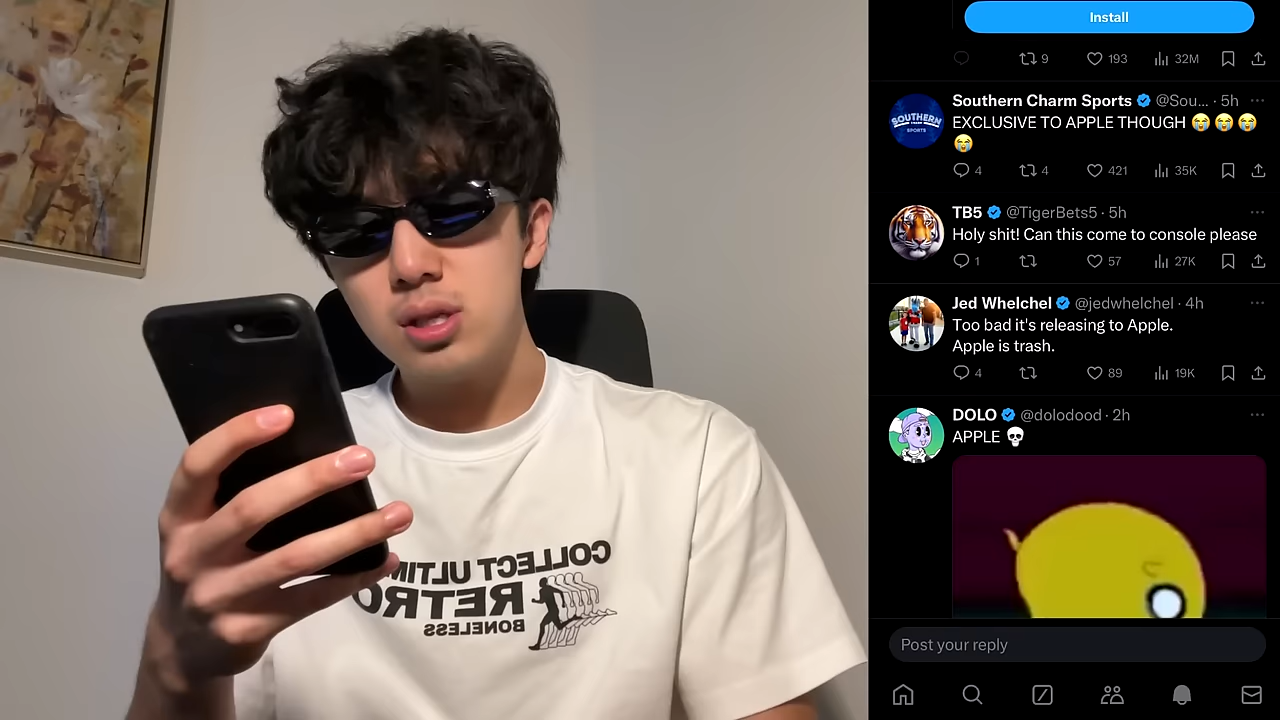 COLLECT ULTIM
RETRO
BONELESS
Install
9 193 32M
SOUTHERN
SPORTS
Southern Charm Sports @Sou... · 5h
EXCLUSIVE TO APPLE THOUGH 😭😭😭
😭
4 4 421 35K
TB5 @TigerBets5 · 5h
Holy shit! Can this come to console please
1 57 27K
Jed Whelchel @jedwhelchel · 4h
Too bad it's releasing to Apple.
Apple is trash.
4 89 19K
DOLO @dolodood · 2h
APPLE 💀
Post your reply